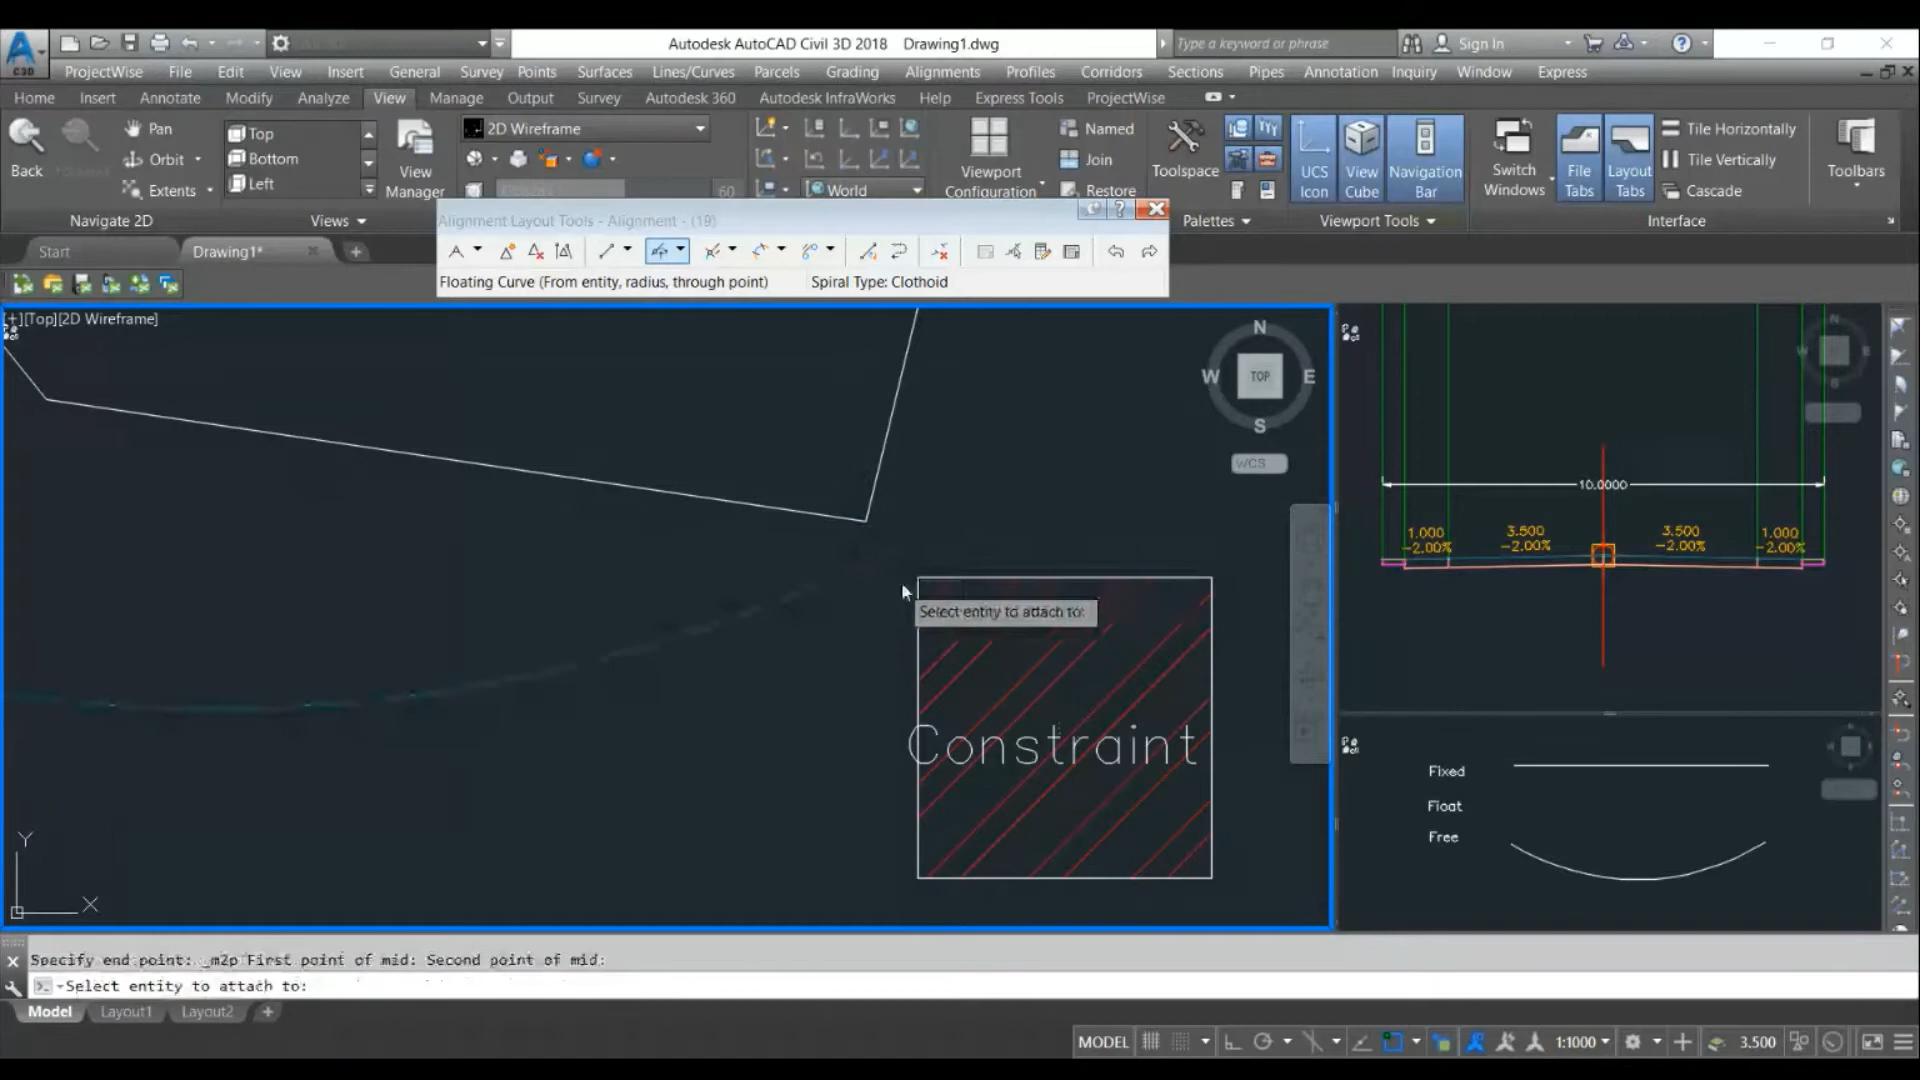 Autodesk AutoCAD Civil 3D 2018 Drawing1.dwg
Type a keyword or phrase
Sign In
C3D
ProjectWise File Edit View Insert General Survey Points Surfaces Lines/Curves Parcels Grading Alignments Profiles Corridors Sections Pipes Annotation Inquiry Window Express
Home Insert Annotate Modify Analyze View Manage Output Survey Autodesk 360 Autodesk InfraWorks Help Express Tools ProjectWise
Back
Pan
Orbit
Extents
Navigate 2D
Top
Bottom
Left
Views
View Manager
2D Wireframe
60
World
Viewport Configuration
Named
Join
Restore
Toolspace
Palettes
UCS Icon
View Cube
Navigation Bar
Viewport Tools
Switch Windows
File Tabs
Layout Tabs
Tile Horizontally
Tile Vertically
Cascade
Interface
Toolbars
Start
Drawing1*
Alignment Layout Tools - Alignment - (19)
Floating Curve (From entity, radius, through point)
Spiral Type: Clothoid
[+][Top][2D Wireframe]
N
W TOP E
S
WCS
Select entity to attach to:
Constraint
Y
X
10.0000
1.000 3.500 3.500 1.000
-2.00% -2.00% -2.00% -2.00%
Fixed
Float
Free
Specify end point: _m2p First point of mid: Second point of mid:
Select entity to attach to:
Model Layout1 Layout2
MODEL
1:1000
3.500